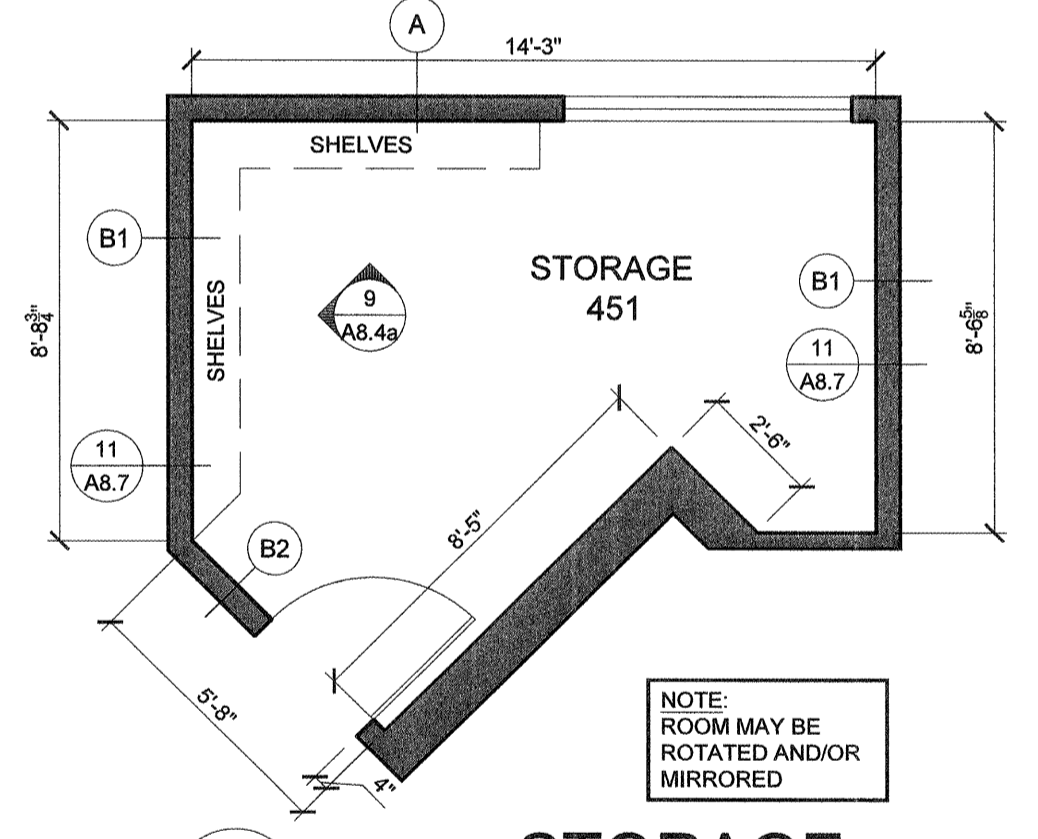 A
14'-3"
SHELVES
B1
STORAGE
451
B1
9
A8.4a
SHELVES
8'-8¾"
8'-6⅝"
11
A8.7
2'-6"
11
A8.7
8'-5"
B2
5'-8"
4"
NOTE:
ROOM MAY BE
ROTATED AND/OR
MIRRORED
STORAGE